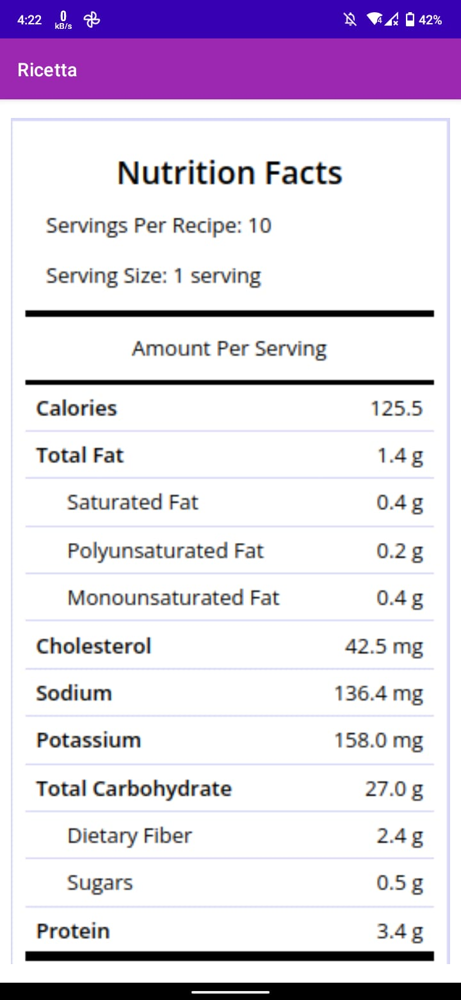 4:22 0 kB/s 4 42%
Ricetta
Nutrition Facts
Servings Per Recipe: 10
Serving Size: 1 serving
Amount Per Serving
Calories 125.5
Total Fat 1.4 g
Saturated Fat 0.4 g
Polyunsaturated Fat 0.2 g
Monounsaturated Fat 0.4 g
Cholesterol 42.5 mg
Sodium 136.4 mg
Potassium 158.0 mg
Total Carbohydrate 27.0 g
Dietary Fiber 2.4 g
Sugars 0.5 g
Protein 3.4 g